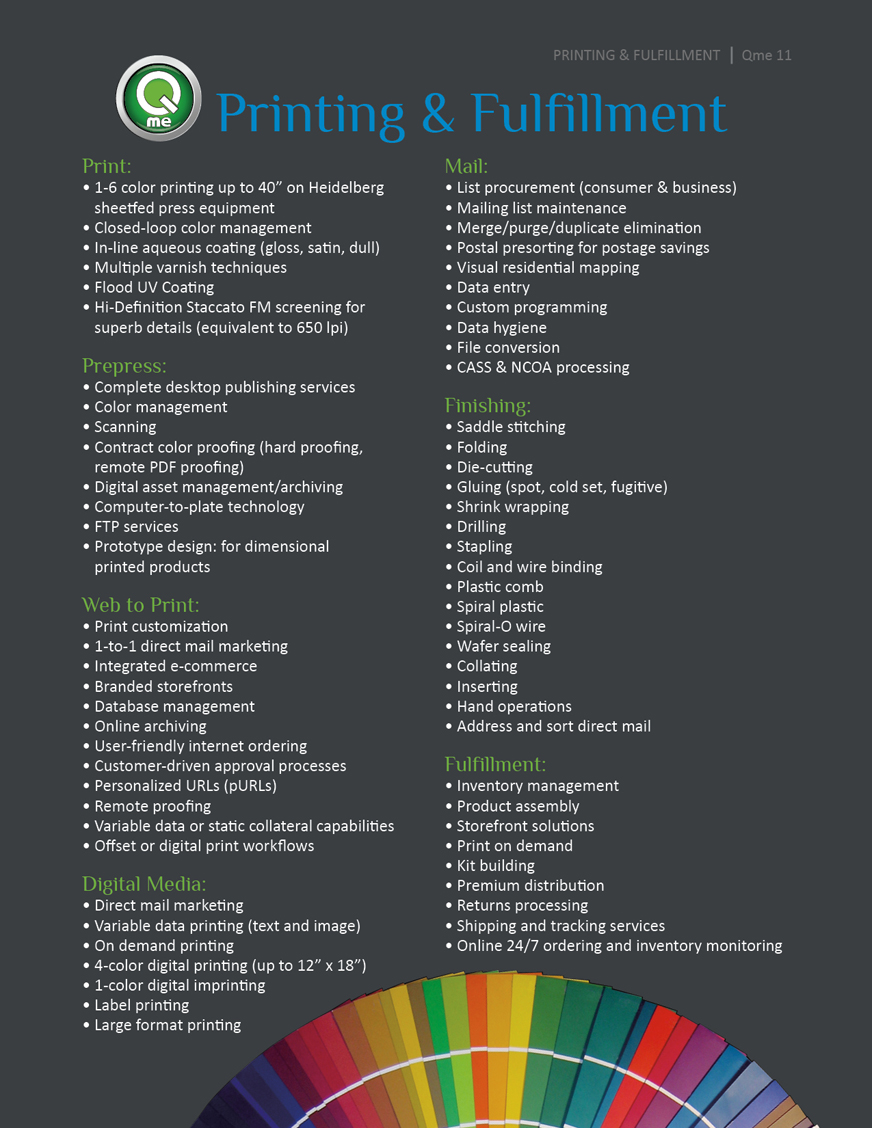 PRINTING & FULFILLMENT | Qme 11
Q
me
Printing & Fulfillment
Print:
• 1-6 color printing up to 40” on Heidelberg
sheetfed press equipment
• Closed-loop color management
• In-line aqueous coating (gloss, satin, dull)
• Multiple varnish techniques
• Flood UV Coating
• Hi-Definition Staccato FM screening for
superb details (equivalent to 650 lpi)
Prepress:
• Complete desktop publishing services
• Color management
• Scanning
• Contract color proofing (hard proofing,
remote PDF proofing)
• Digital asset management/archiving
• Computer-to-plate technology
• FTP services
• Prototype design: for dimensional
printed products
Web to Print:
• Print customization
• 1-to-1 direct mail marketing
• Integrated e-commerce
• Branded storefronts
• Database management
• Online archiving
• User-friendly internet ordering
• Customer-driven approval processes
• Personalized URLs (pURLs)
• Remote proofing
• Variable data or static collateral capabilities
• Offset or digital print workflows
Digital Media:
• Direct mail marketing
• Variable data printing (text and image)
• On demand printing
• 4-color digital printing (up to 12” x 18”)
• 1-color digital imprinting
• Label printing
• Large format printing
Mail:
• List procurement (consumer & business)
• Mailing list maintenance
• Merge/purge/duplicate elimination
• Postal presorting for postage savings
• Visual residential mapping
• Data entry
• Custom programming
• Data hygiene
• File conversion
• CASS & NCOA processing
Finishing:
• Saddle stitching
• Folding
• Die-cutting
• Gluing (spot, cold set, fugitive)
• Shrink wrapping
• Drilling
• Stapling
• Coil and wire binding
• Plastic comb
• Spiral plastic
• Spiral-O wire
• Wafer sealing
• Collating
• Inserting
• Hand operations
• Address and sort direct mail
Fulfillment:
• Inventory management
• Product assembly
• Storefront solutions
• Print on demand
• Kit building
• Premium distribution
• Returns processing
• Shipping and tracking services
• Online 24/7 ordering and inventory monitoring